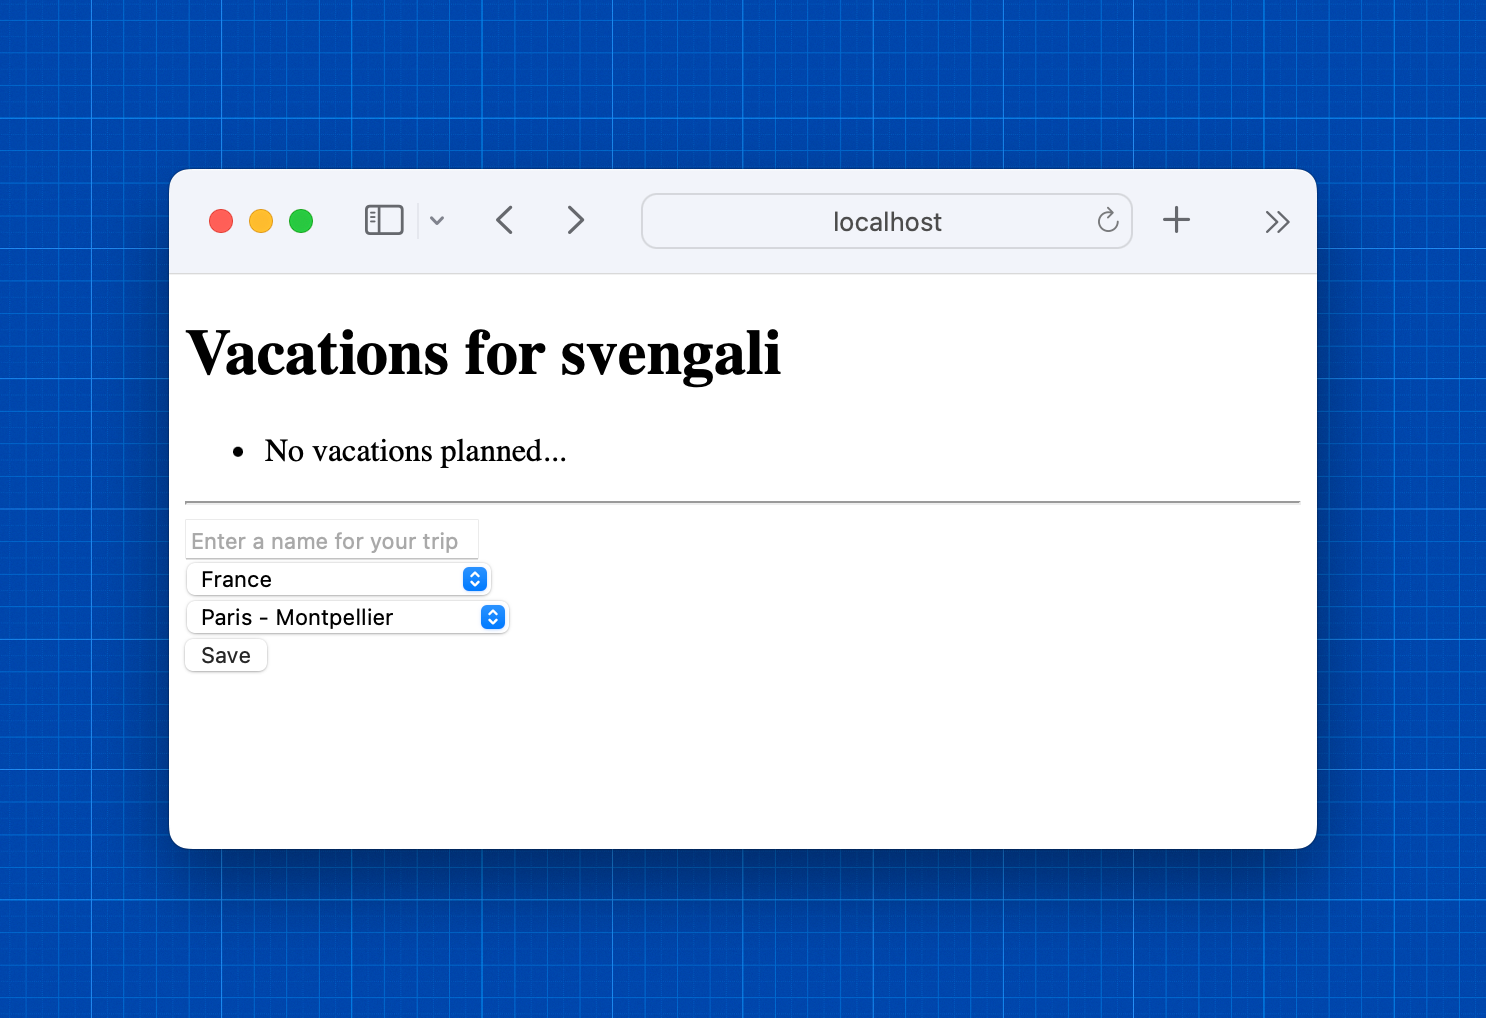 localhost
Vacations for svengali
No vacations planned...
Enter a name for your trip
France
Paris - Montpellier
Save